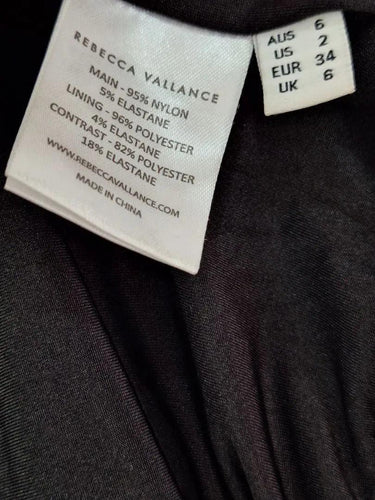 REBECCA VALLANCE
MAIN - 95% NYLON
5% ELASTANE
LINING - 96% POLYESTER
4% ELASTANE
CONTRAST - 82% POLYESTER
18% ELASTANE
WWW.REBECCAVALLANCE.COM
MADE IN CHINA
AUS 6
US 2
EUR 34
UK 6